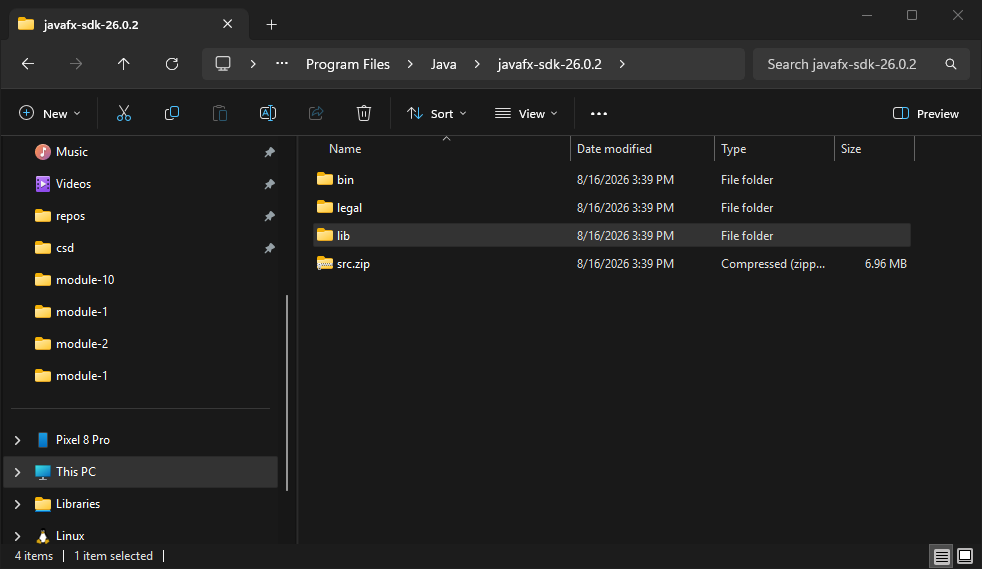 javafx-sdk-26.0.2
Program Files Java javafx-sdk-26.0.2 Search javafx-sdk-26.0.2
New Sort View Preview
Music
Videos
repos
csd
module-10
module-1
module-2
module-1
Pixel 8 Pro
This PC
Libraries
Linux
Name Date modified Type Size
bin 8/16/2026 3:39 PM File folder
legal 8/16/2026 3:39 PM File folder
lib 8/16/2026 3:39 PM File folder
src.zip 8/16/2026 3:39 PM Compressed (zipp... 6.96 MB
4 items 1 item selected